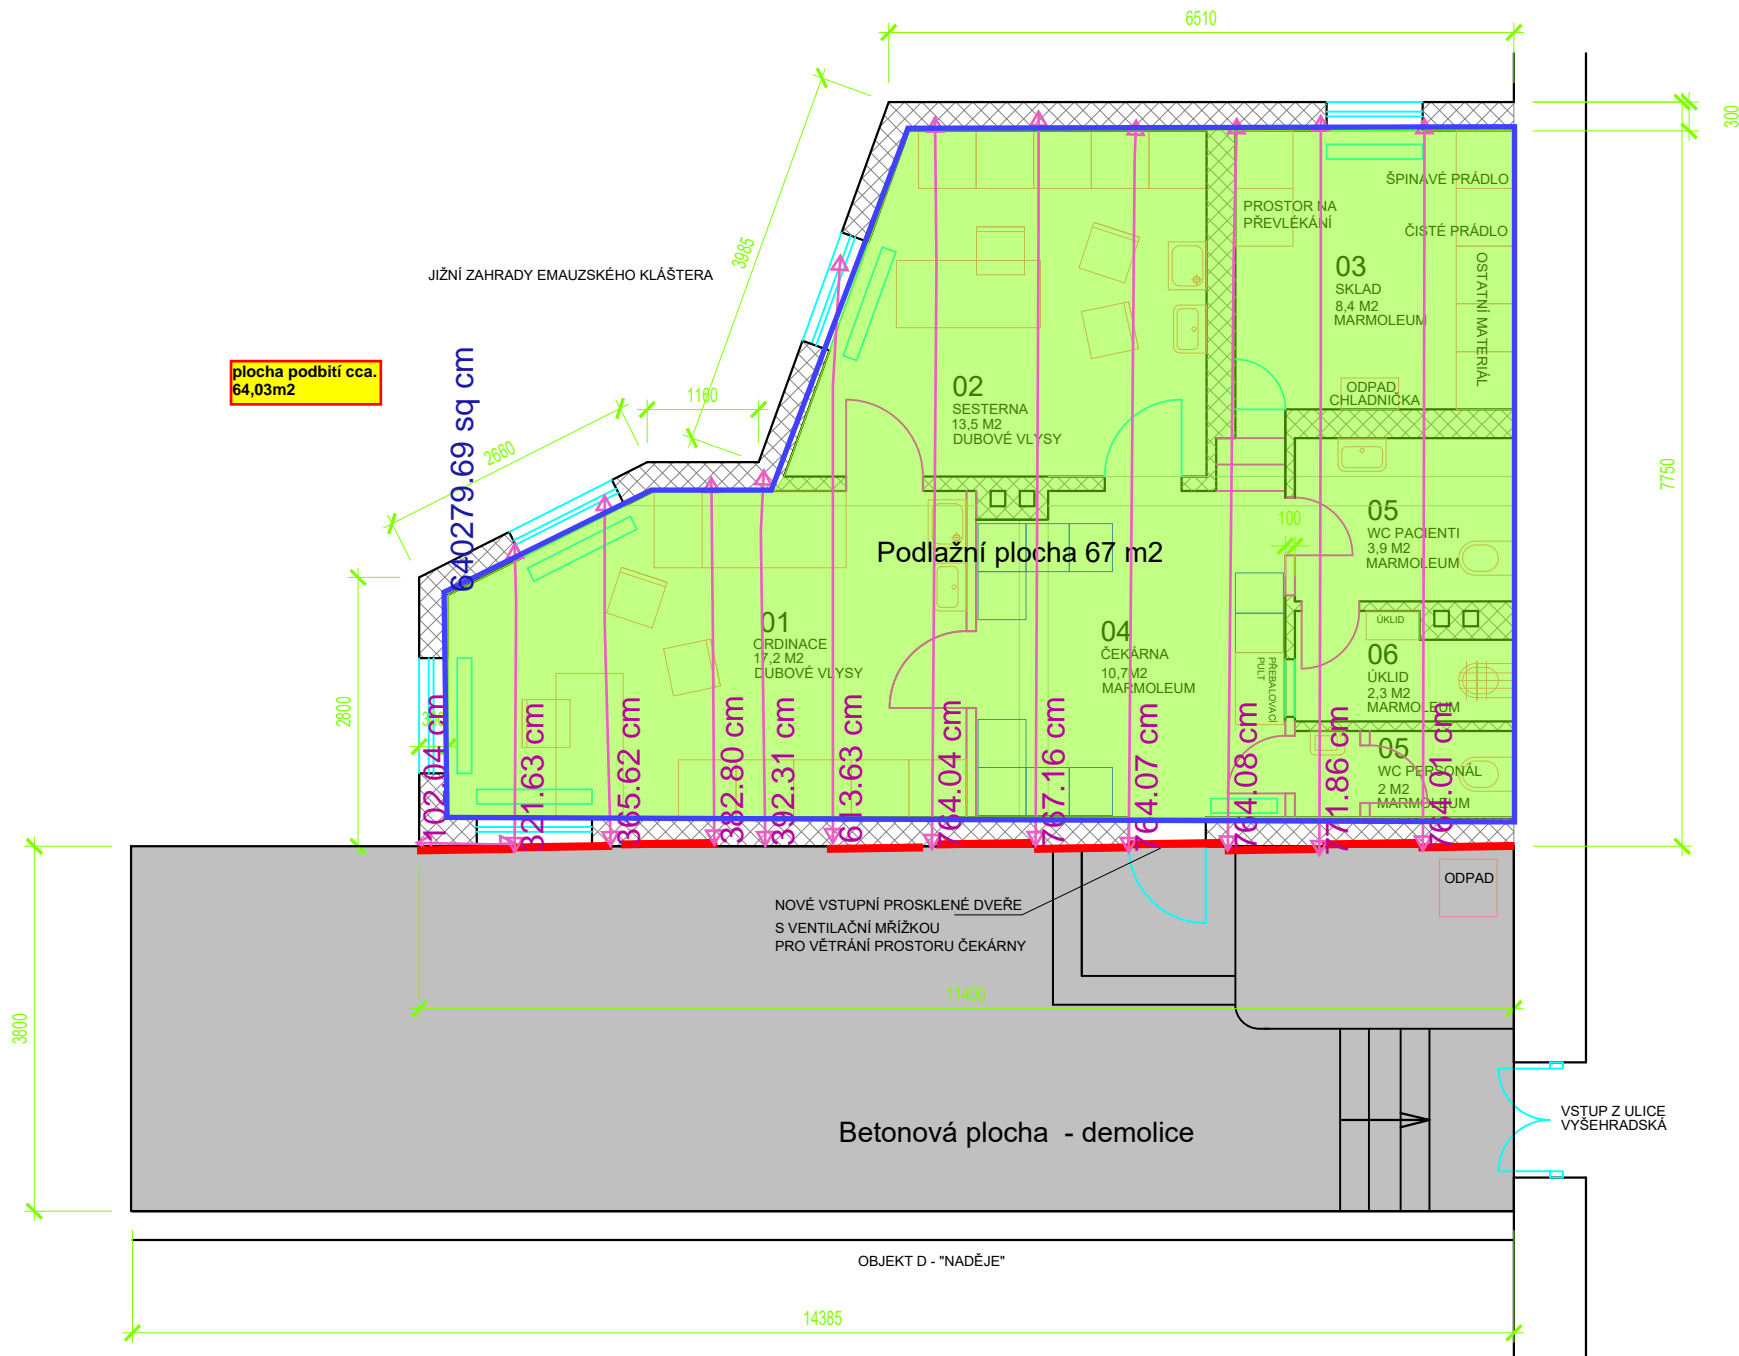 6510
300
ŠPINAVÉ PRÁDLO
PROSTOR NA
PŘEVLÉKÁNÍ
ČISTÉ PRÁDLO
3985
JIŽNÍ ZAHRADY EMAUZSKÉHO KLÁŠTERA
03
SKLAD
8,4 M2
MARMOLEUM
OSTATNÍ MATERIÁL
plocha podbití cca.
64,03m2
640279.69 sq cm
1160
02
SESTERNA
13,5 M2
DUBOVÉ VLYSY
ODPAD
CHLADNIČKA
2660
7750
05
WC PACIENTI
3,9 M2
MARMOLEUM
100
Podlažní plocha 67 m2
01
ORDINACE
17,2 M2
DUBOVÉ VLYSY
04
ČEKÁRNA
10,7M2
MARMOLEUM
ÚKLID
06
ÚKLID
2,3 M2
MARMOLEUM
PŘEBALOVACÍ
PULT
2800
05
WC PERSONÁL
2 M2
MARMOLEUM
102.04 cm
321.63 cm
365.62 cm
382.80 cm
392.31 cm
613.63 cm
764.04 cm
767.16 cm
764.07 cm
764.08 cm
771.86 cm
764.01 cm
ODPAD
NOVÉ VSTUPNÍ PROSKLENÉ DVEŘE
S VENTILAČNÍ MŘÍŽKOU
PRO VĚTRÁNÍ PROSTORU ČEKÁRNY
11400
3800
Betonová plocha - demolice
VSTUP Z ULICE
VYŠEHRADSKÁ
OBJEKT D - "NADĚJE"
14385